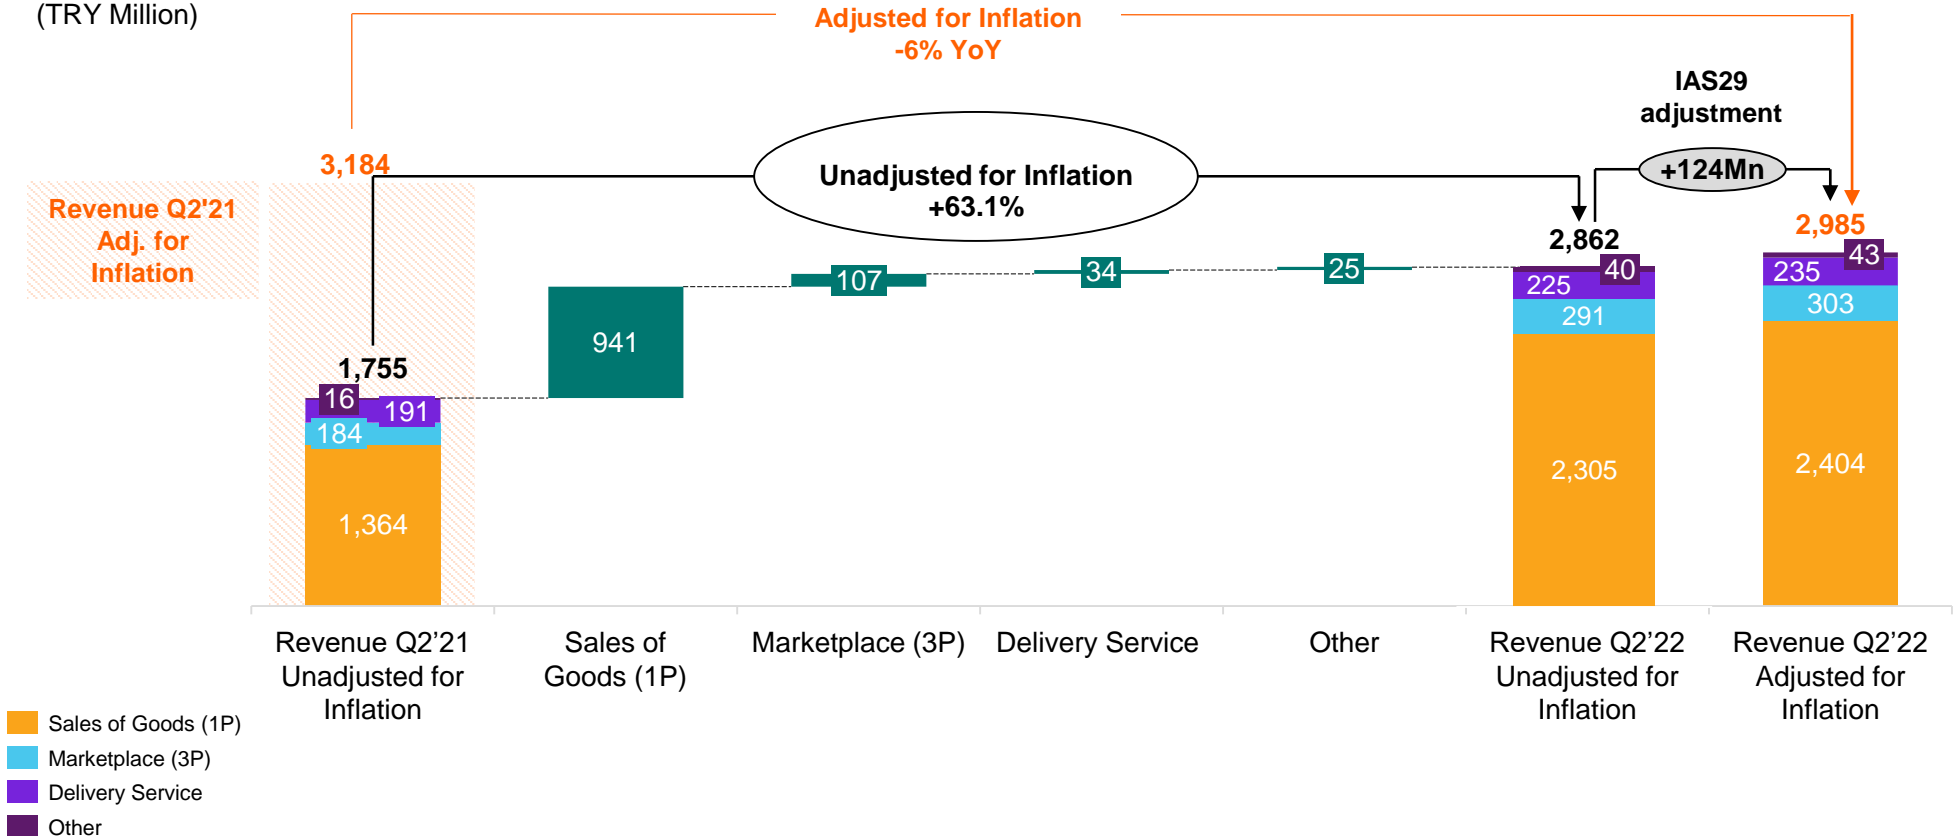 (TRY Million)
Adjusted for Inflation
-6% YoY
IAS29
adjustment
+124Mn
3,184
Unadjusted for Inflation
+63.1%
Revenue Q2'21
Adj. for
Inflation
2,862
2,985
1,755
16
191
184
1,364
941
107
34
25
40
225
291
2,305
43
235
303
2,404
Revenue Q2’21
Unadjusted for
Inflation
Sales of
Goods (1P)
Marketplace (3P)
Delivery Service
Other
Revenue Q2’22
Unadjusted for
Inflation
Revenue Q2’22
Adjusted for
Inflation
Sales of Goods (1P)
Marketplace (3P)
Delivery Service
Other